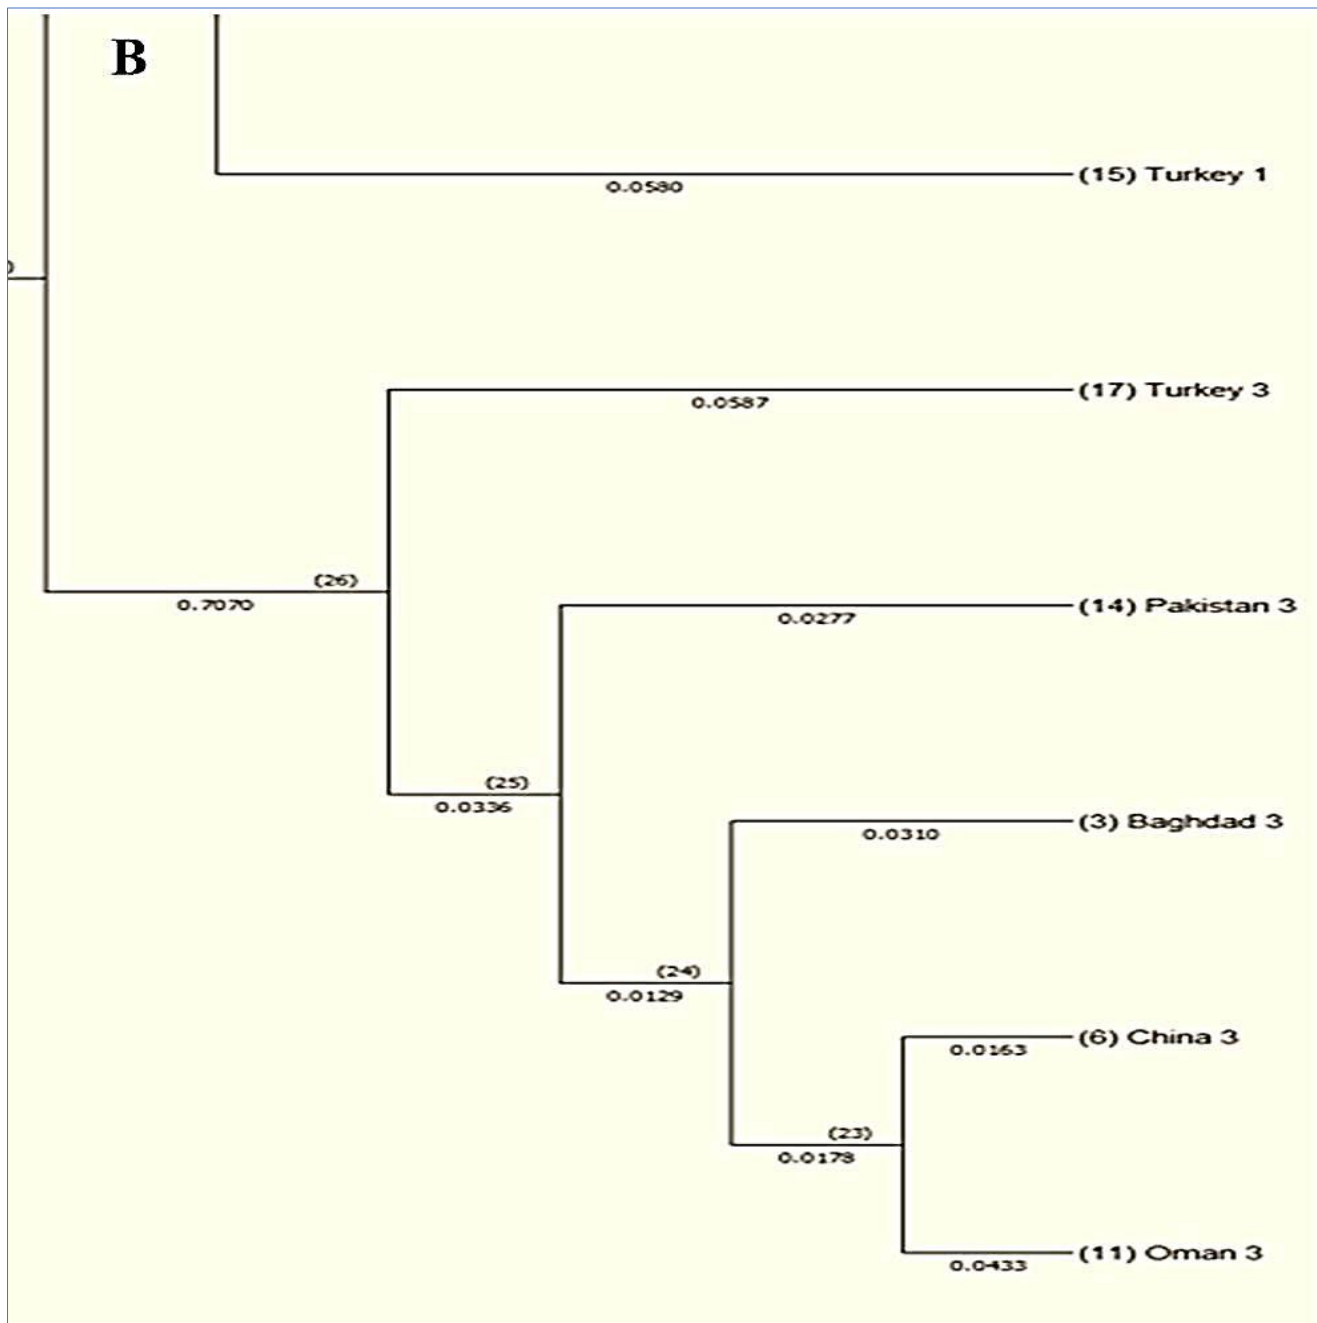 B
(15) Turkey 1
0.0580
)
(17) Turkey 3
0.0587
(26)
0.7070
(14) Pakistan 3
0.0277
(25)
0.0336
(3) Baghdad 3
0.0310
(24)
0.0129
(6) China 3
0.0163
(23)
0.0178
(11) Oman 3
0.0433